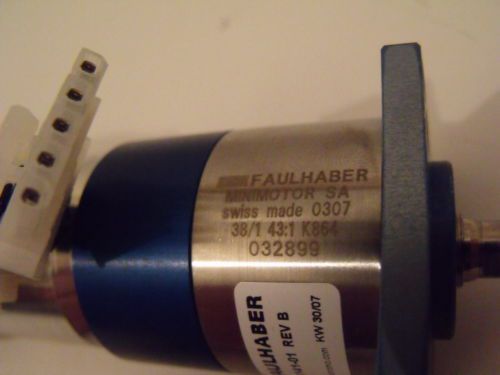 FAULHABER
MINIMOTOR SA
swiss made 0307
38/1 43:1 K864
032899
FAULHABER
REV B
KW 30/07